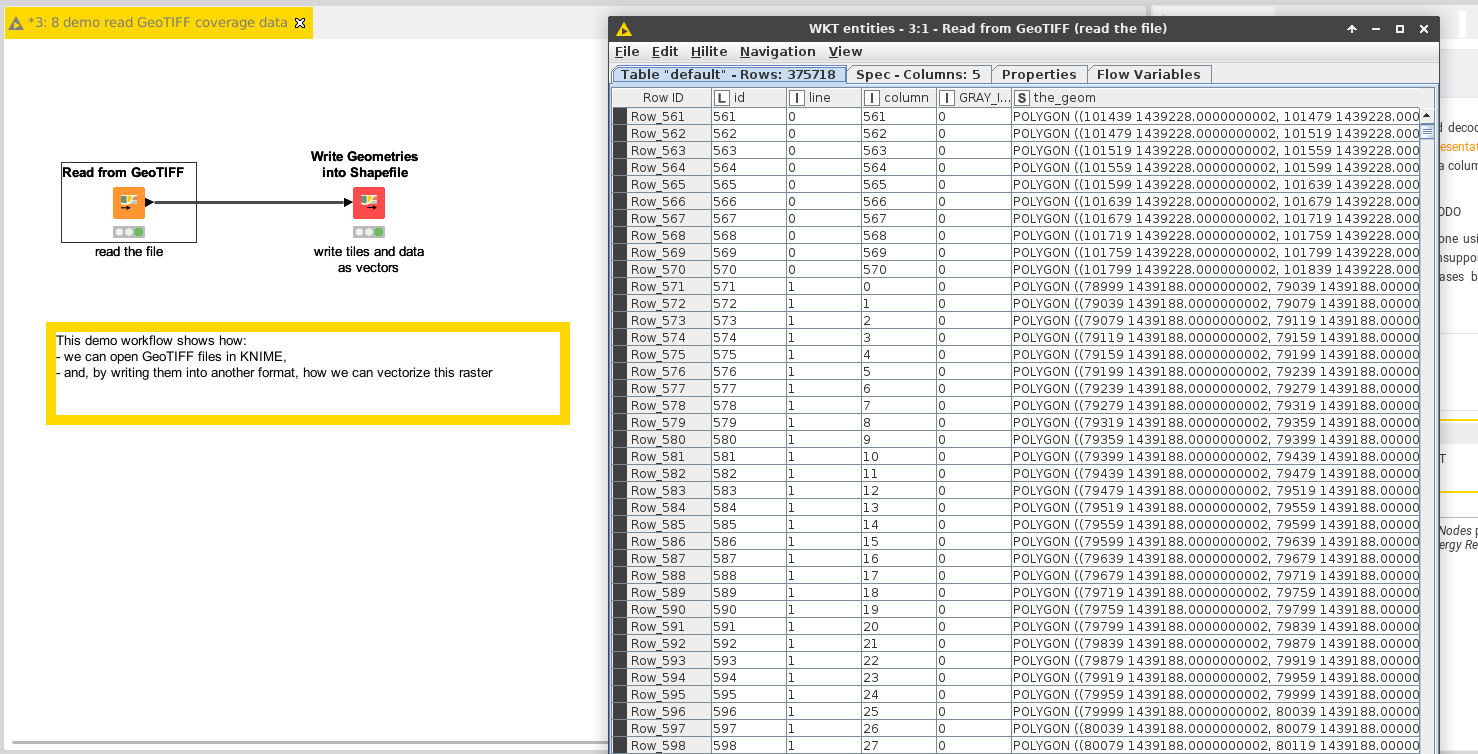 *3: 8 demo read GeoTIFF coverage data
Read from GeoTIFF
read the file
Write Geometries
into Shapefile
write tiles and data
as vectors
This demo workflow shows how:
- we can open GeoTIFF files in KNIME,
- and, by writing them into another format, how we can vectorize this raster
WKT entities - 3:1 - Read from GeoTIFF (read the file)
File Edit Hilite Navigation View
Table "default" - Rows: 375718 Spec - Columns: 5 Properties Flow Variables
Row ID L id I line I column I GRAY_I... S the_geom
Row_561 561 0 561 0 POLYGON ((101439 1439228.0000000002, 101479 1439228.000
Row_562 562 0 562 0 POLYGON ((101479 1439228.0000000002, 101519 1439228.000
Row_563 563 0 563 0 POLYGON ((101519 1439228.0000000002, 101559 1439228.000
Row_564 564 0 564 0 POLYGON ((101559 1439228.0000000002, 101599 1439228.000
Row_565 565 0 565 0 POLYGON ((101599 1439228.0000000002, 101639 1439228.000
Row_566 566 0 566 0 POLYGON ((101639 1439228.0000000002, 101679 1439228.000
Row_567 567 0 567 0 POLYGON ((101679 1439228.0000000002, 101719 1439228.000
Row_568 568 0 568 0 POLYGON ((101719 1439228.0000000002, 101759 1439228.000
Row_569 569 0 569 0 POLYGON ((101759 1439228.0000000002, 101799 1439228.000
Row_570 570 0 570 0 POLYGON ((101799 1439228.0000000002, 101839 1439228.000
Row_571 571 1 0 0 POLYGON ((78999 1439188.0000000002, 79039 1439188.00000
Row_572 572 1 1 0 POLYGON ((79039 1439188.0000000002, 79079 1439188.00000
Row_573 573 1 2 0 POLYGON ((79079 1439188.0000000002, 79119 1439188.00000
Row_574 574 1 3 0 POLYGON ((79119 1439188.0000000002, 79159 1439188.00000
Row_575 575 1 4 0 POLYGON ((79159 1439188.0000000002, 79199 1439188.00000
Row_576 576 1 5 0 POLYGON ((79199 1439188.0000000002, 79239 1439188.00000
Row_577 577 1 6 0 POLYGON ((79239 1439188.0000000002, 79279 1439188.00000
Row_578 578 1 7 0 POLYGON ((79279 1439188.0000000002, 79319 1439188.00000
Row_579 579 1 8 0 POLYGON ((79319 1439188.0000000002, 79359 1439188.00000
Row_580 580 1 9 0 POLYGON ((79359 1439188.0000000002, 79399 1439188.00000
Row_581 581 1 10 0 POLYGON ((79399 1439188.0000000002, 79439 1439188.00000
Row_582 582 1 11 0 POLYGON ((79439 1439188.0000000002, 79479 1439188.00000
Row_583 583 1 12 0 POLYGON ((79479 1439188.0000000002, 79519 1439188.00000
Row_584 584 1 13 0 POLYGON ((79519 1439188.0000000002, 79559 1439188.00000
Row_585 585 1 14 0 POLYGON ((79559 1439188.0000000002, 79599 1439188.00000
Row_586 586 1 15 0 POLYGON ((79599 1439188.0000000002, 79639 1439188.00000
Row_587 587 1 16 0 POLYGON ((79639 1439188.0000000002, 79679 1439188.00000
Row_588 588 1 17 0 POLYGON ((79679 1439188.0000000002, 79719 1439188.00000
Row_589 589 1 18 0 POLYGON ((79719 1439188.0000000002, 79759 1439188.00000
Row_590 590 1 19 0 POLYGON ((79759 1439188.0000000002, 79799 1439188.00000
Row_591 591 1 20 0 POLYGON ((79799 1439188.0000000002, 79839 1439188.00000
Row_592 592 1 21 0 POLYGON ((79839 1439188.0000000002, 79879 1439188.00000
Row_593 593 1 22 0 POLYGON ((79879 1439188.0000000002, 79919 1439188.00000
Row_594 594 1 23 0 POLYGON ((79919 1439188.0000000002, 79959 1439188.00000
Row_595 595 1 24 0 POLYGON ((79959 1439188.0000000002, 79999 1439188.00000
Row_596 596 1 25 0 POLYGON ((79999 1439188.0000000002, 80039 1439188.00000
Row_597 597 1 26 0 POLYGON ((80039 1439188.0000000002, 80079 1439188.00000
Row_598 598 1 27 0 POLYGON ((80079 1439188.0000000002, 80119 1439188.00000